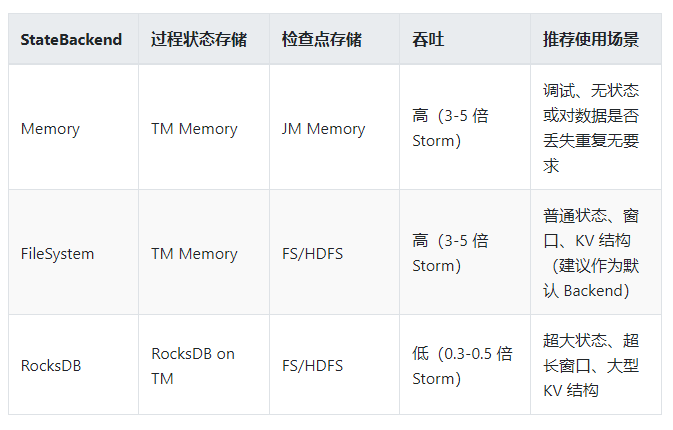 StateBackend 过程状态存储 检查点存储 吞吐 推荐使用场景
Memory TM Memory JM Memory 高（3-5 倍
Storm）
调试、无状态
或对数据是否
丢失重复无要
求
FileSystem TM Memory FS/HDFS 高（3-5 倍
Storm）
普通状态、窗
口、KV 结构
（建议作为默
认 Backend）
RocksDB RocksDB on
TM
FS/HDFS 低（0.3-0.5 倍
Storm）
超大状态、超
长窗口、大型
KV 结构